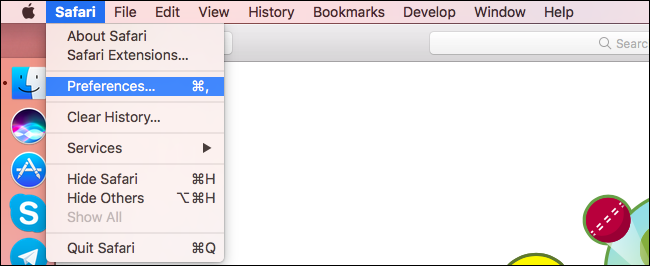 Safari File Edit View History Bookmarks Develop Window Help
About Safari
Safari Extensions...
Preferences... ⌘,
Clear History...
Services ▶
Hide Safari ⌘H
Hide Others ⌥⌘H
Show All
Quit Safari ⌘Q
Searc
S